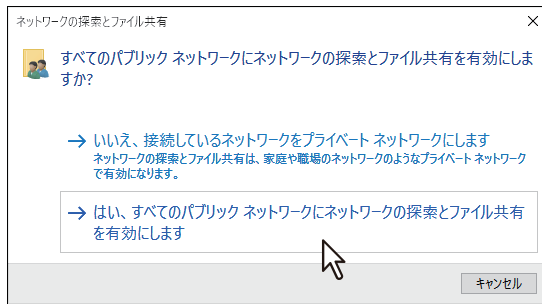 ネットワークの探索とファイル共有
すべてのパブリック ネットワークにネットワークの探索とファイル共有を有効にしま
すか?
いいえ、接続しているネットワークをプライベート ネットワークにします
ネットワークの探索とファイル共有は、家庭や職場のネットワークのようなプライベート ネットワーク
で有効になります。
はい、すべてのパブリック ネットワークにネットワークの探索とファイル共有
を有効にします
キャンセル